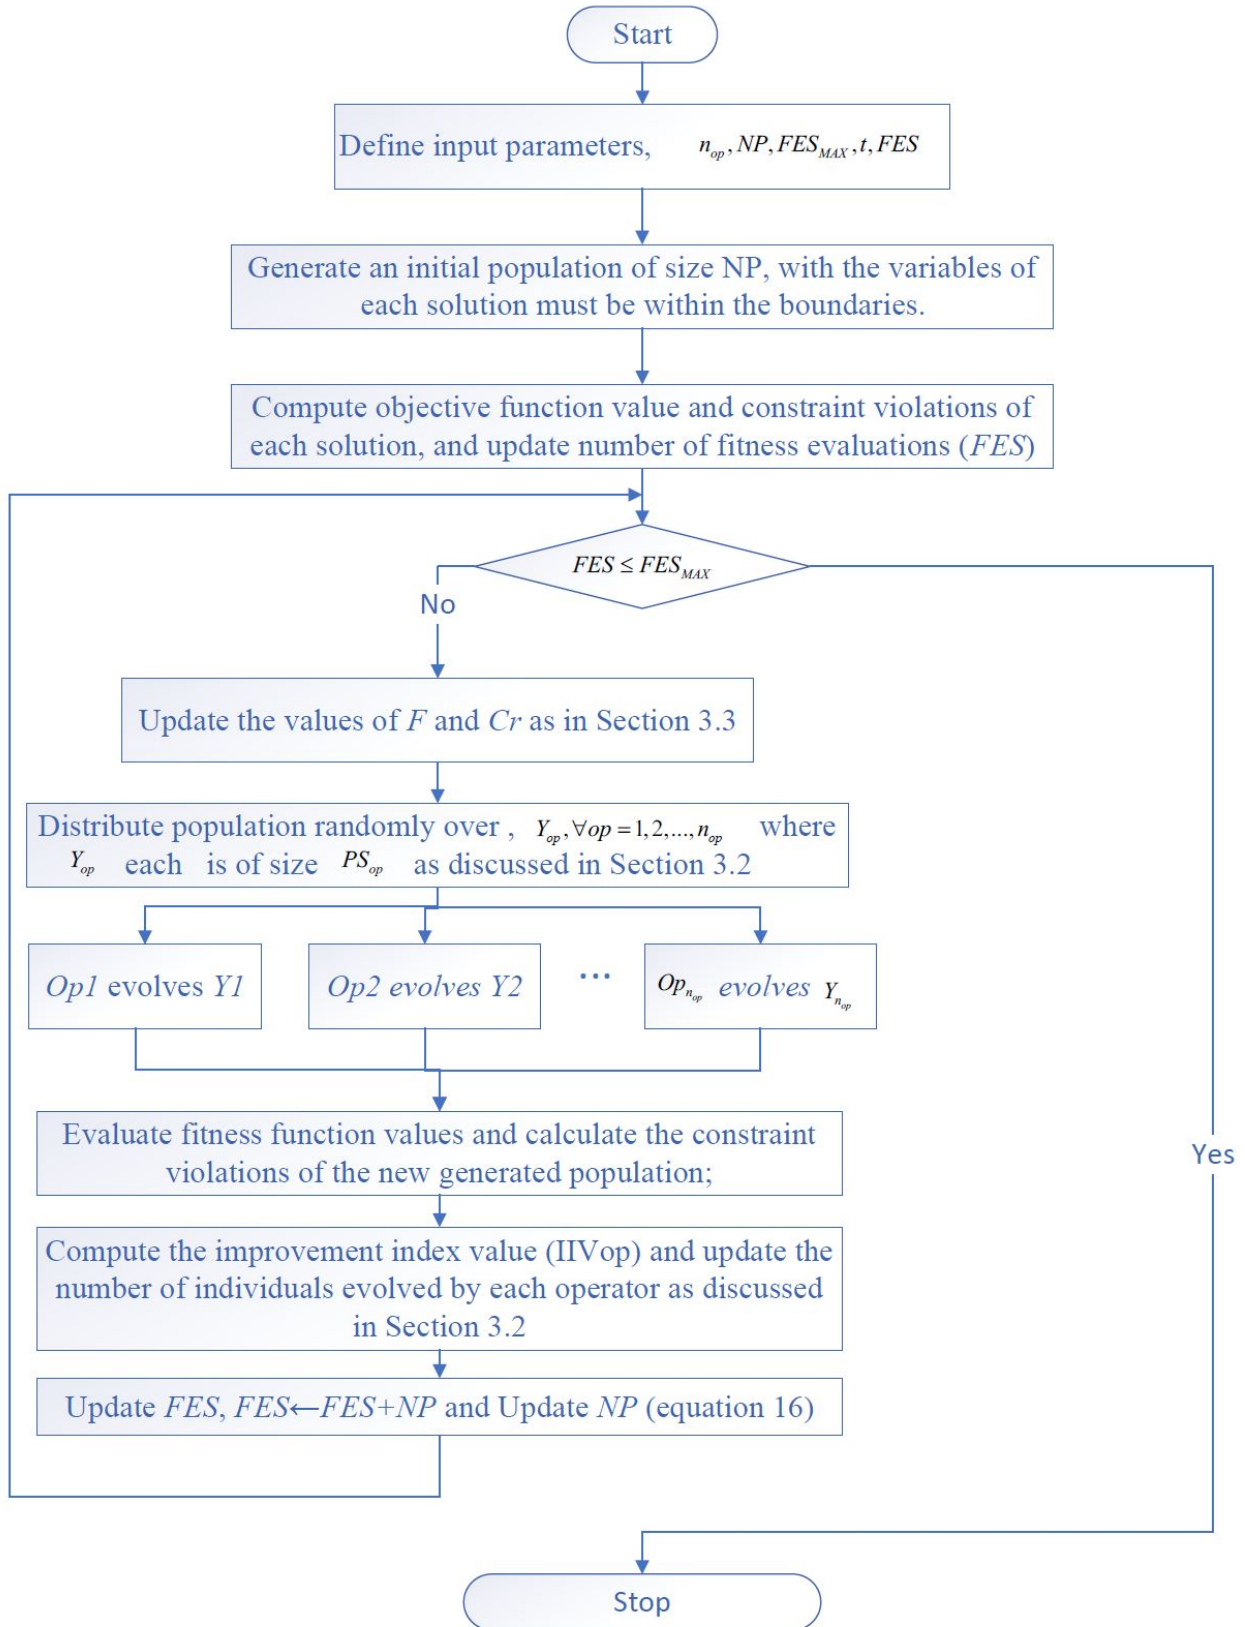 Start
Define input parameters, n_op, NP, FES_MAX, t, FES
Generate an initial population of size NP, with the variables of
each solution must be within the boundaries.
Compute objective function value and constraint violations of
each solution, and update number of fitness evaluations (FES)
FES ≤ FES_MAX
No
Update the values of F and Cr as in Section 3.3
Distribute population randomly over , Y_op, ∀op = 1, 2, ..., n_op where
Y_op each is of size PS_op as discussed in Section 3.2
Op1 evolves Y1
Op2 evolves Y2
...
Op_n_op evolves Y_n_op
Evaluate fitness function values and calculate the constraint
violations of the new generated population;
Yes
Compute the improvement index value (IIVop) and update the
number of individuals evolved by each operator as discussed
in Section 3.2
Update FES, FES←FES+NP and Update NP (equation 16)
Stop